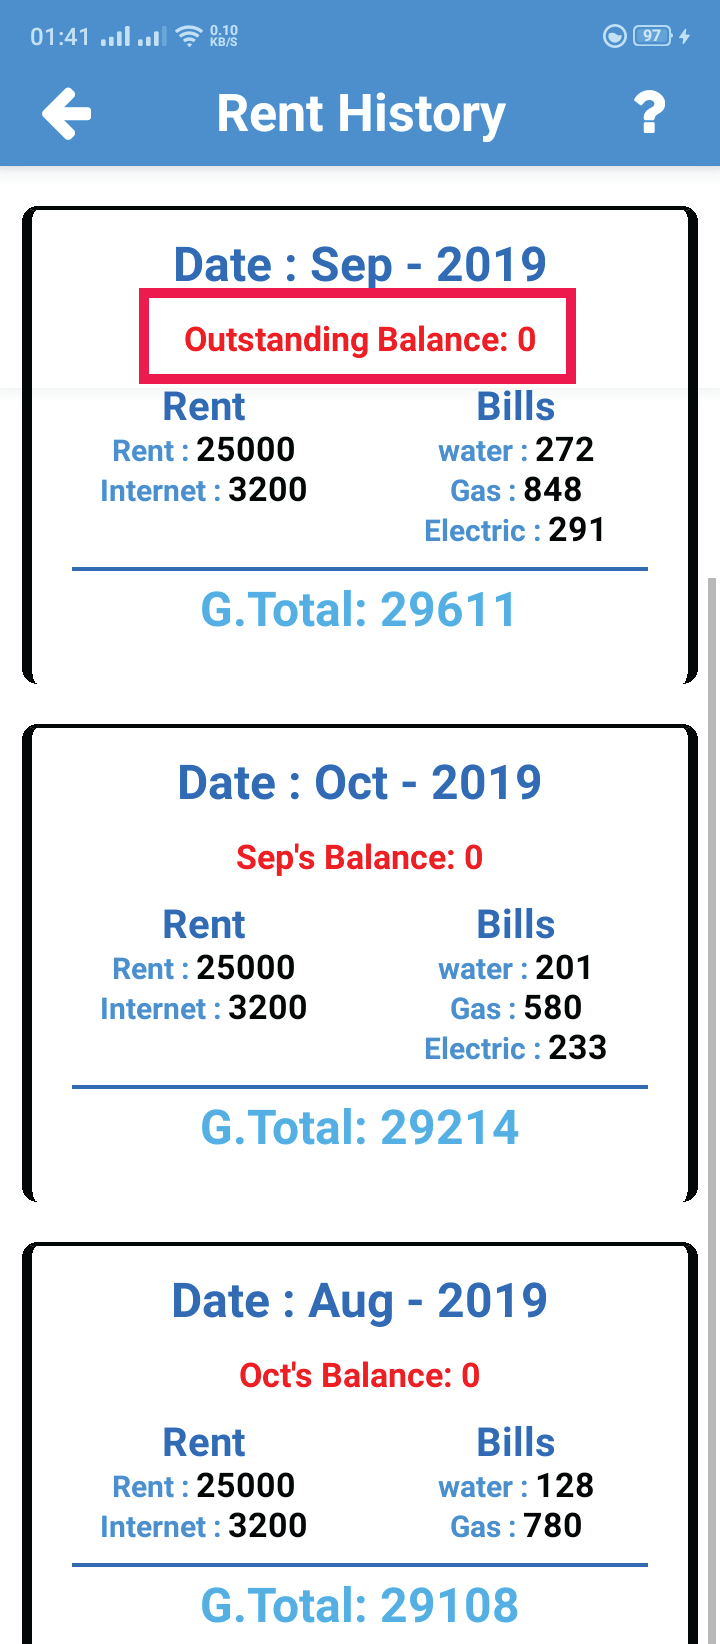 01:41 0.10 KB/S 97
Rent History ?
Date : Sep - 2019
Outstanding Balance: 0
Rent Bills
Rent : 25000 water : 272
Internet : 3200 Gas : 848
Electric : 291
G.Total: 29611
Date : Oct - 2019
Sep's Balance: 0
Rent Bills
Rent : 25000 water : 201
Internet : 3200 Gas : 580
Electric : 233
G.Total: 29214
Date : Aug - 2019
Oct's Balance: 0
Rent Bills
Rent : 25000 water : 128
Internet : 3200 Gas : 780
G.Total: 29108